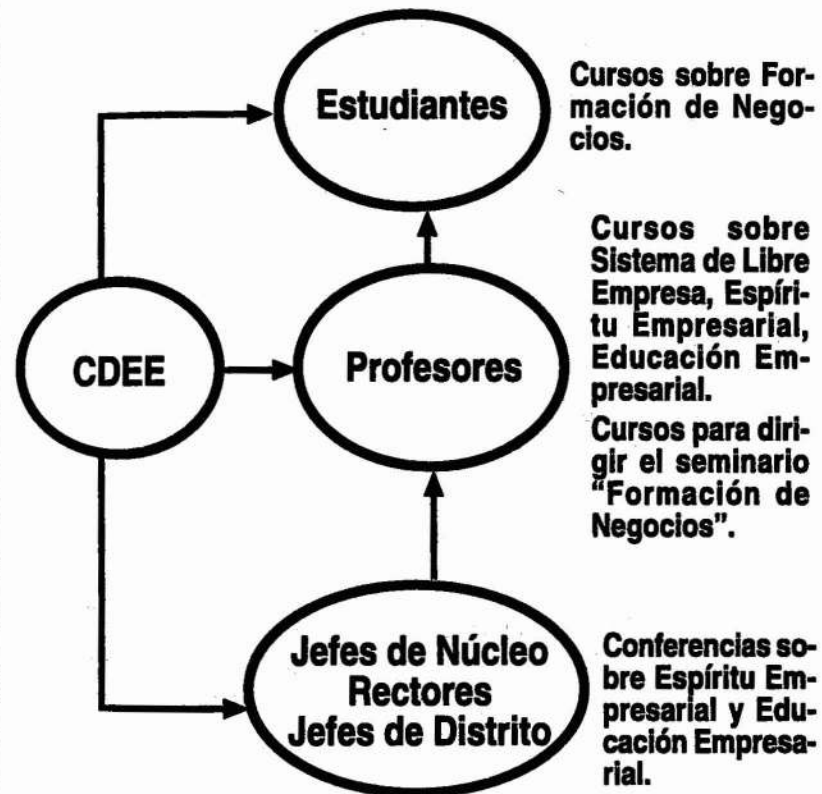 Estudiantes
Cursos sobre For-
mación de Nego-
cios.
CDEE
Profesores
Cursos sobre
Sistema de Libre
Empresa, Espíri-
tu Empresarial,
Educación Em-
presarial.
Cursos para diri-
gir el seminario
"Formación de
Negocios".
Jefes de Núcleo
Rectores
Jefes de Distrito
Conferencias so-
bre Espíritu Em-
presarial y Edu-
cación Empresa-
rial.